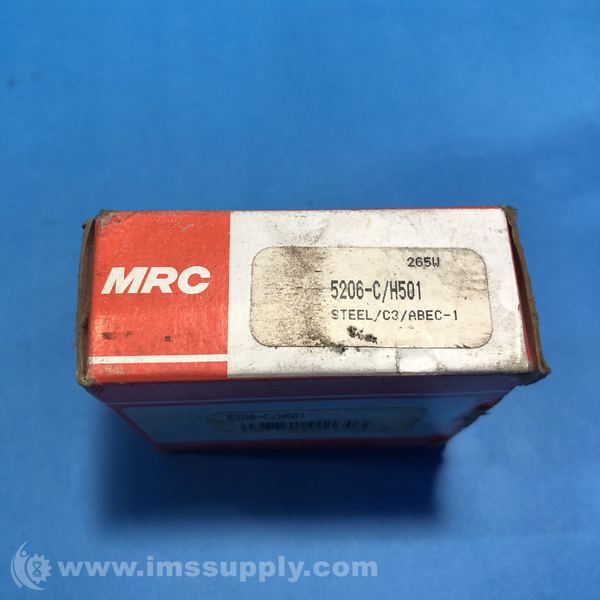 MRC
265W
5206-C/H501
STEEL/C3/ABEC-1
5206-C/H501
www.imssupply.com